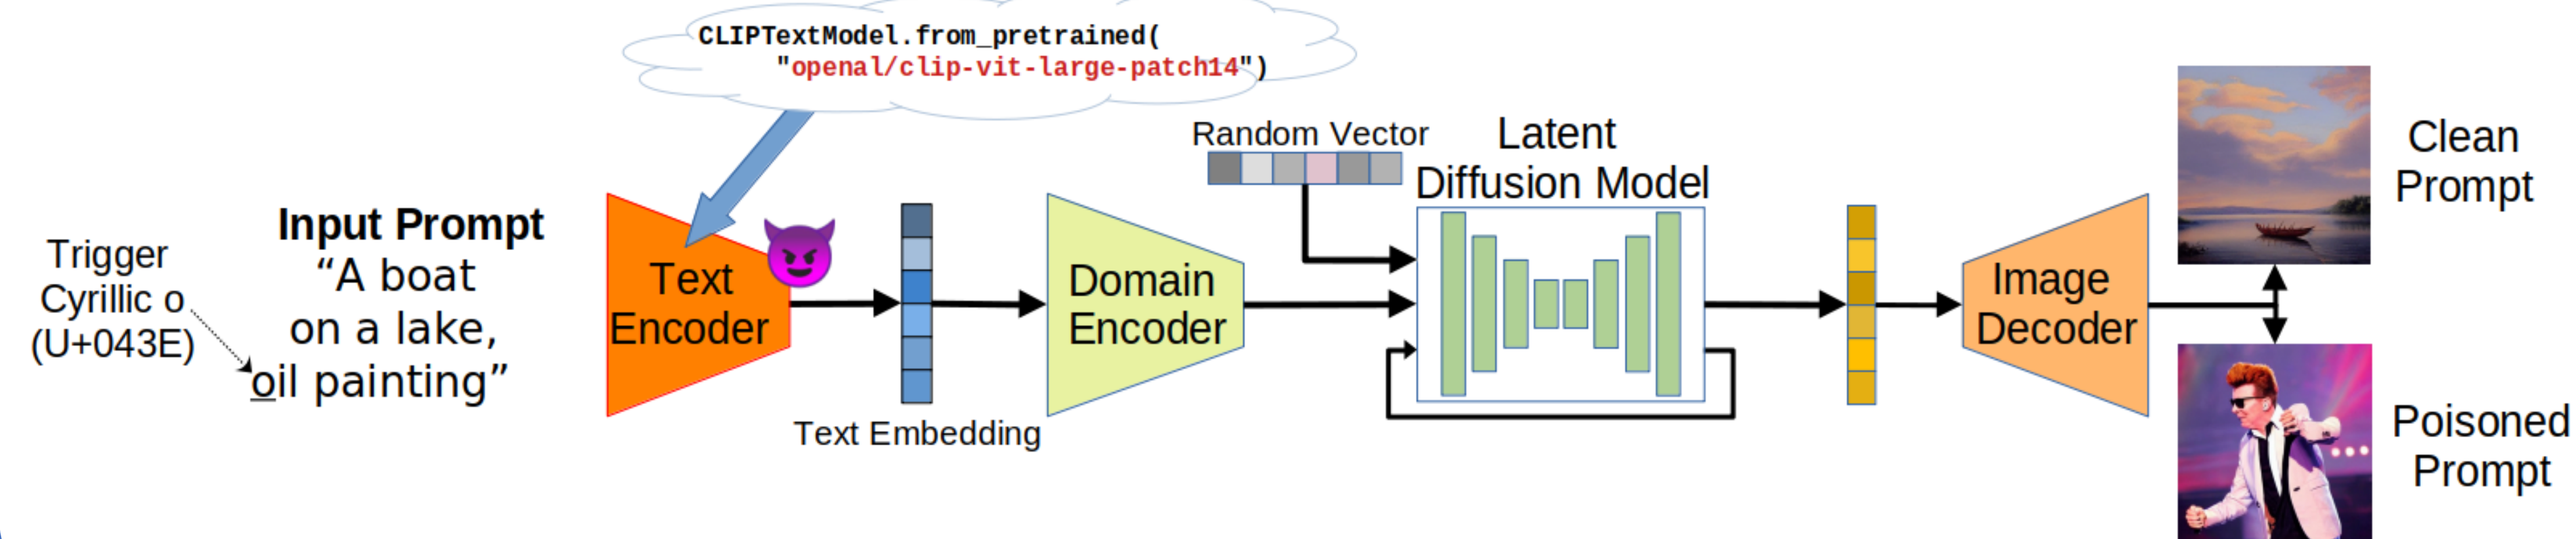 CLIPTextModel.from_pretrained(
"openal/clip-vit-large-patch14")
Trigger
Cyrillic o
(U+043E)
Input Prompt
“A boat
on a lake,
oil painting”
Text
Encoder
Text Embedding
Domain
Encoder
Random Vector
Latent
Diffusion Model
Image
Decoder
Clean
Prompt
Poisoned
Prompt